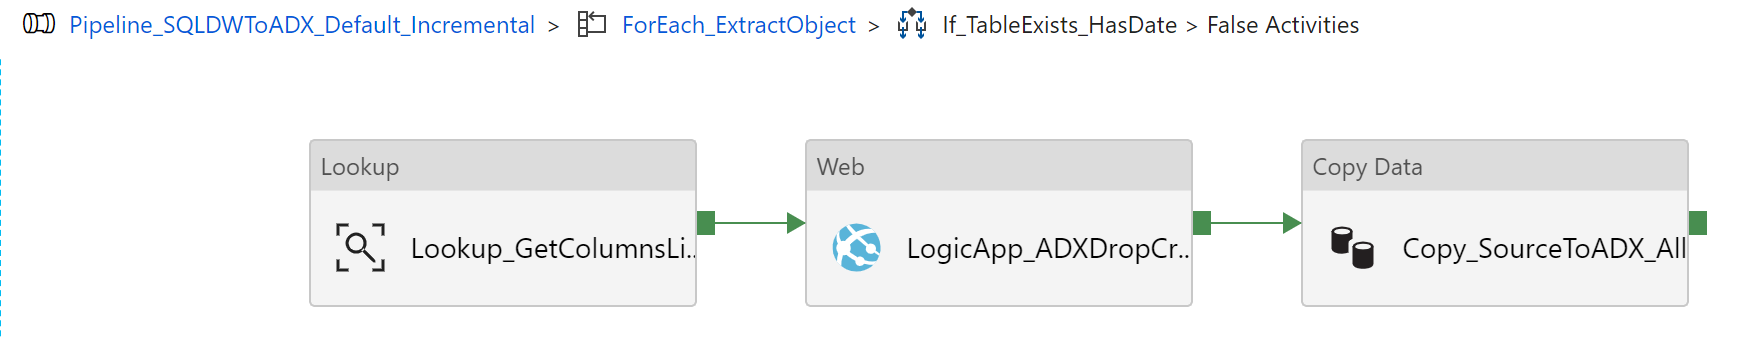 Pipeline_SQLDWToADX_Default_Incremental > ForEach_ExtractObject > If_TableExists_HasDate > False Activities
Lookup Web Copy Data
Lookup_GetColumnsLi... LogicApp_ADXDropCr... Copy_SourceToADX_All